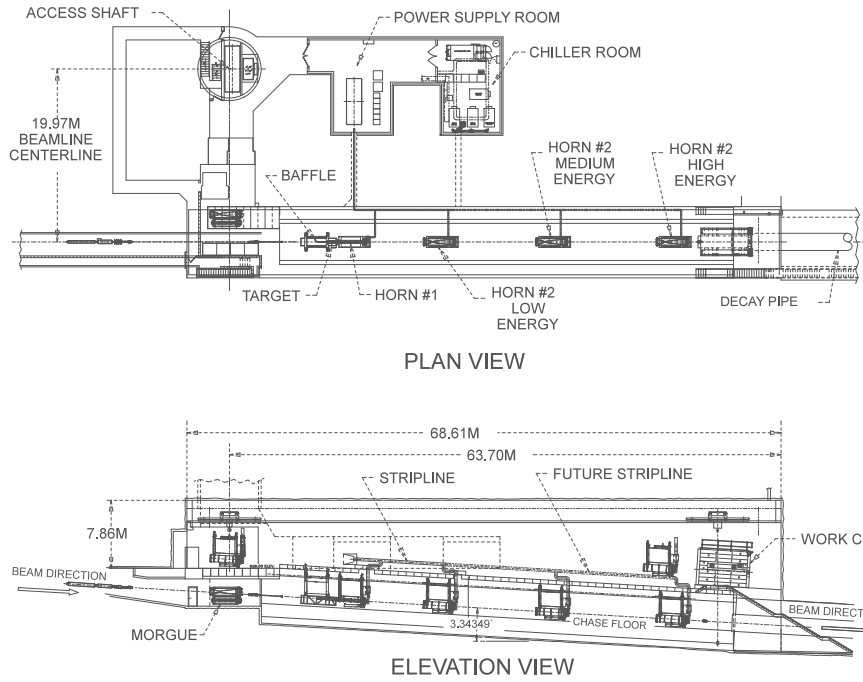 ACCESS SHAFT
POWER SUPPLY ROOM
CHILLER ROOM
19.97M
BEAMLINE
CENTERLINE
BAFFLE
HORN #2
MEDIUM
ENERGY
HORN #2
HIGH
ENERGY
TARGET
HORN #1
HORN #2
LOW
ENERGY
DECAY PIPE
PLAN VIEW
68.61M
63.70M
STRIPLINE
FUTURE STRIPLINE
7.86M
WORK C
BEAM DIRECTION
BEAM DIRECT
MORGUE
3.34349'
CHASE FLOOR
ELEVATION VIEW